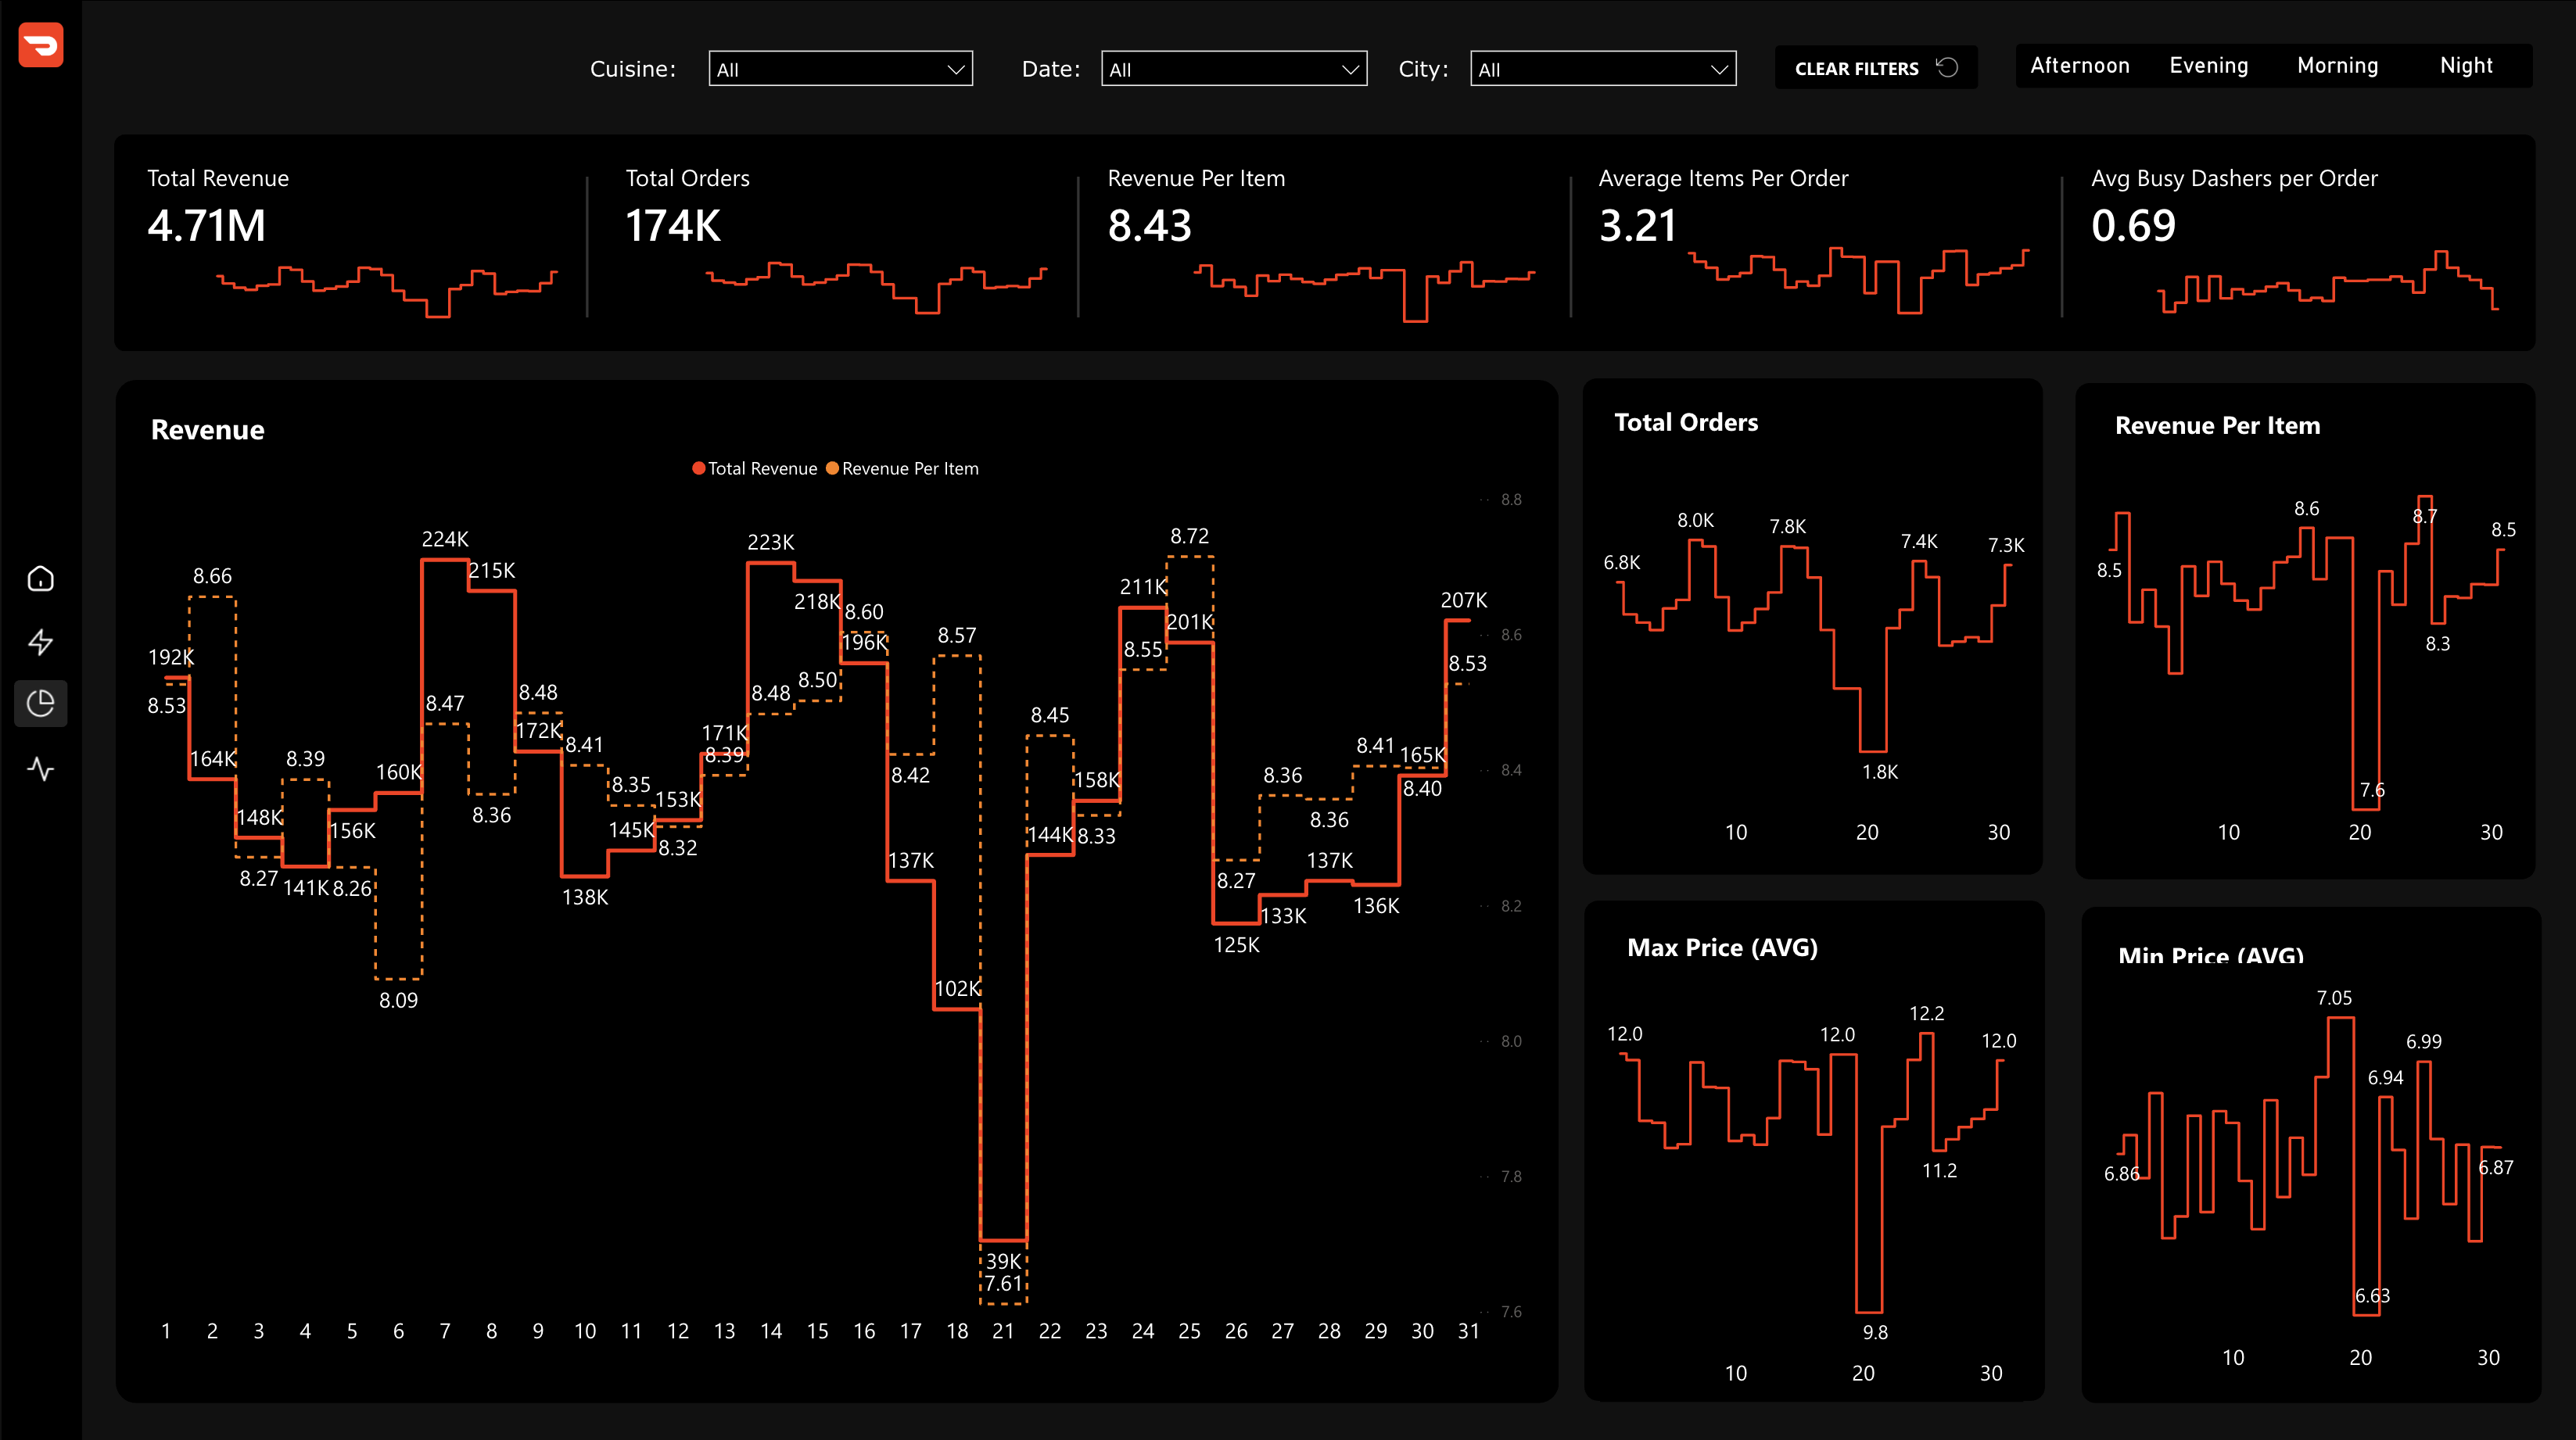 Cuisine: All Date: All City: All CLEAR FILTERS Afternoon Evening Morning Night
Total Revenue
4.71M
Total Orders
174K
Revenue Per Item
8.43
Average Items Per Order
3.21
Avg Busy Dashers per Order
0.69
Revenue
Total Revenue Revenue Per Item
8.8
8.6
8.4
8.2
8.0
7.8
7.6
192K 164K 148K 141K 156K 160K 224K 215K 172K 138K 145K 153K 171K 223K 218K 196K 137K 102K 39K 144K 158K 211K 201K 125K 133K 137K 136K 165K 207K
8.53 8.66 8.27 8.39 8.26 8.09 8.47 8.36 8.48 8.41 8.35 8.32 8.39 8.48 8.50 8.60 8.42 8.57 7.61 8.45 8.33 8.55 8.72 8.27 8.36 8.36 8.41 8.40 8.53
1 2 3 4 5 6 7 8 9 10 11 12 13 14 15 16 17 18 21 22 23 24 25 26 27 28 29 30 31
Total Orders
6.8K 8.0K 7.8K 1.8K 7.4K 7.3K
10 20 30
Revenue Per Item
8.5 8.6 7.6 8.7 8.3 8.5
10 20 30
Max Price (AVG)
12.0 12.0 9.8 12.2 11.2 12.0
10 20 30
Min Price (AVG)
6.86 7.05 6.63 6.94 6.99 6.87
10 20 30